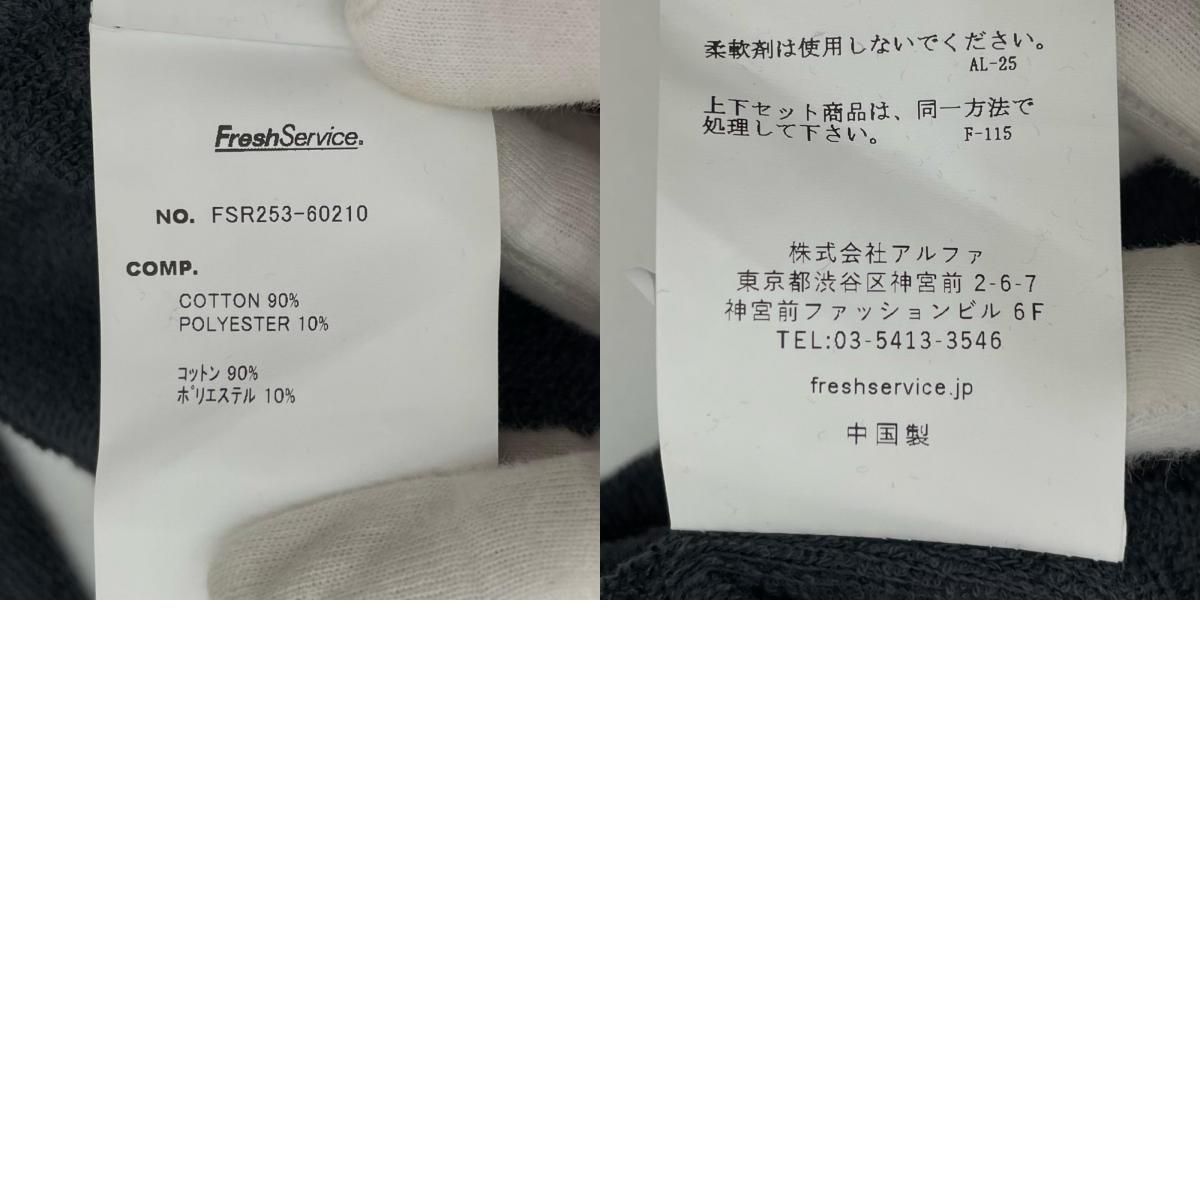 FreshService.
NO. FSR253-60210
COMP.
COTTON 90%
POLYESTER 10%
コットン 90%
ポリエステル 10%
柔軟剤は使用しないでください。
AL-25
上下セット商品は、同一方法で
処理して下さい。
F-115
株式会社アルファ
東京都渋谷区神宮前 2-6-7
神宮前ファッションビル 6F
TEL:03-5413-3546
freshservice.jp
中国製